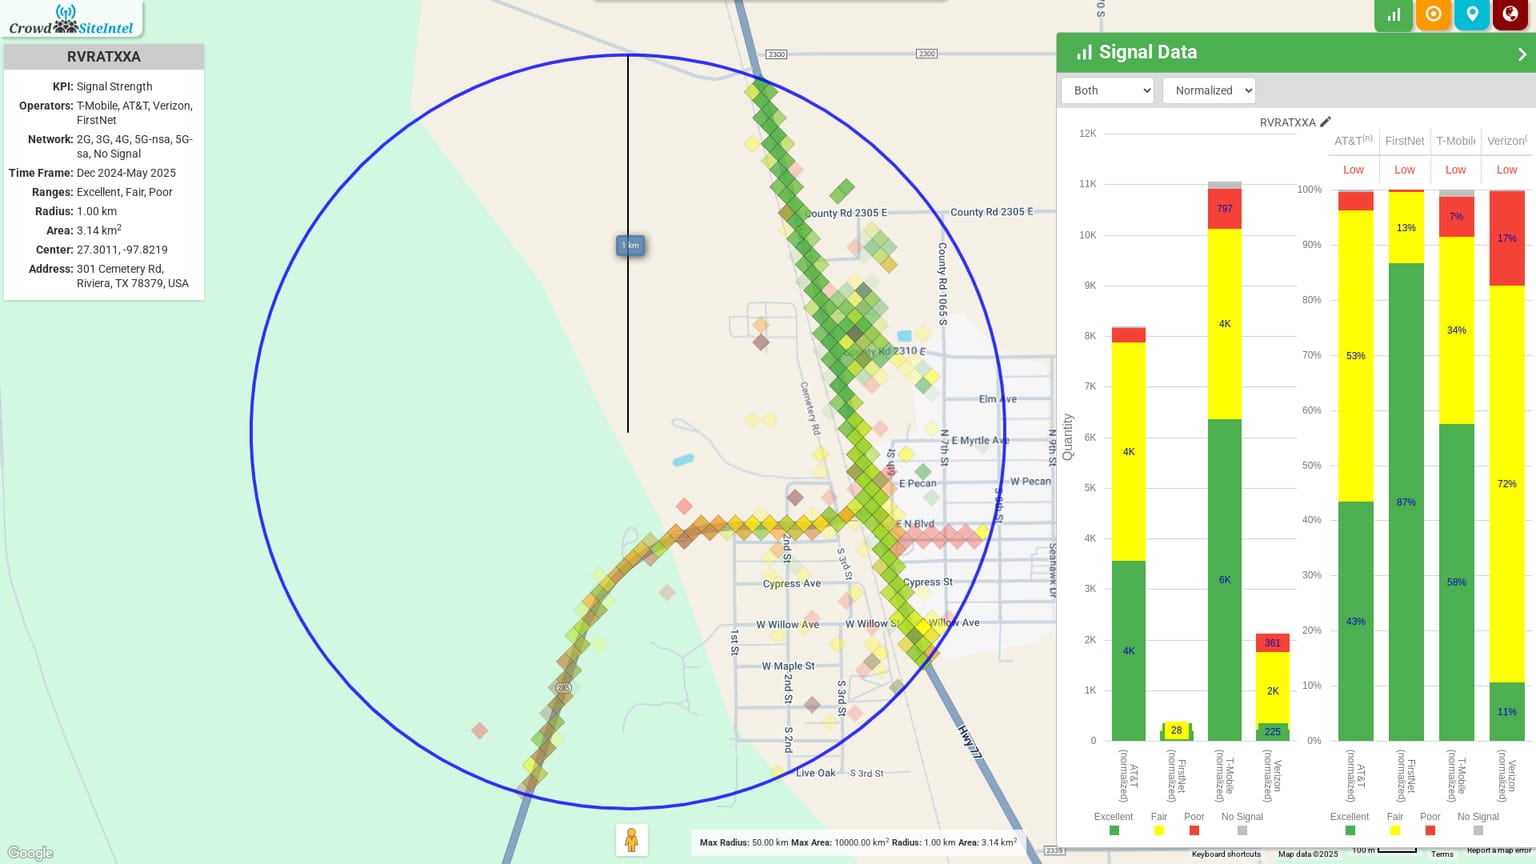 CrowdSiteIntel
RVRATXXA
KPI: Signal Strength
Operators: T-Mobile, AT&T, Verizon,
FirstNet
Network: 2G, 3G, 4G, 5G-nsa, 5G-
sa, No Signal
Time Frame: Dec 2024-May 2025
Ranges: Excellent, Fair, Poor
Radius: 1.00 km
Area: 3.14 km2
Center: 27.3011, -97.8219
Address: 301 Cemetery Rd,
Riviera, TX 78379, USA
2300
2300
70 S
1 km
County Rd 2305 E
County Rd 2305 E
County Rd 1065 S
County Rd 2310 E
Cemetery Rd
Elm Ave
N 7th St
N 9th St
E Myrtle Ave
6th St
E Pecan
W Pecan
S 8th St
E N Blvd
2nd St
S 3rd St
Seahawk Dr
Cypress Ave
Cypress St
W Willow Ave
W Willow St
Willow Ave
1st St
W Maple St
S 2nd St
S 3rd St
285
S 2nd
Hwy 77
Live Oak
S 3rd St
2335
Google
Max Radius: 50.00 km Max Area: 10000.00 km2 Radius: 1.00 km Area: 3.14 km2
Signal Data
Both
Normalized
RVRATXXA
AT&T(n)
FirstNet
T-Mobile
Verizon(
Low
Low
Low
Low
12K
11K
10K
9K
8K
7K
6K
5K
4K
3K
2K
1K
0
Quantity
4K
4K
28
797
4K
6K
361
2K
225
AT&T
(normalized)
FirstNet
(normalized)
T-Mobile
(normalized)
Verizon
(normalized)
Excellent
Fair
Poor
No Signal
100%
90%
80%
70%
60%
50%
40%
30%
20%
10%
0%
53%
43%
13%
87%
7%
34%
58%
17%
72%
11%
AT&T
(normalized)
FirstNet
(normalized)
T-Mobile
(normalized)
Verizon
(normalized)
Excellent
Fair
Poor
No Signal
Keyboard shortcuts
Map data ©2025
100 m
Terms
Report a map error